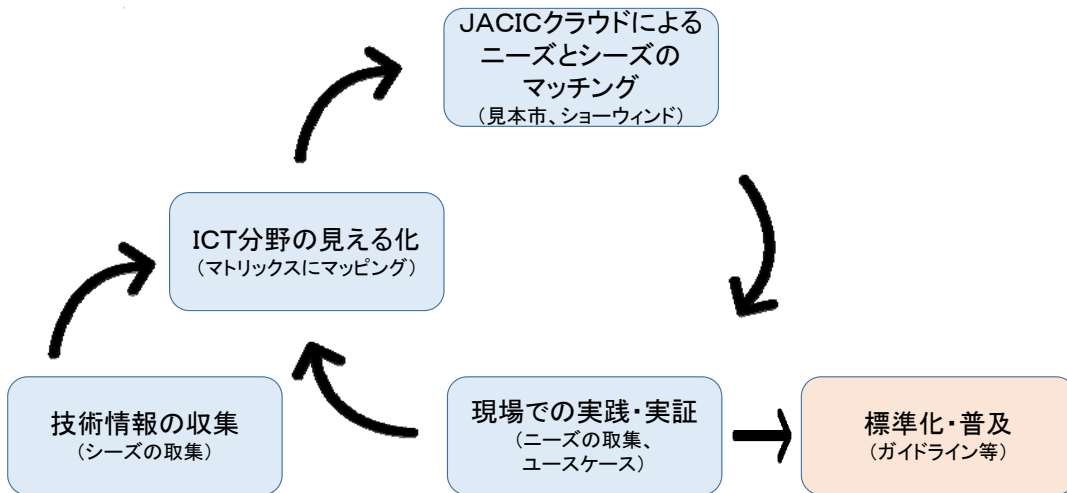 JACICクラウドによる
ニーズとシーズの
マッチング
（見本市、ショーウィンド）
ICT分野の見える化
（マトリックスにマッピング）
技術情報の収集
（シーズの取集）
現場での実践・実証
（ニーズの取集、
ユースケース）
標準化・普及
（ガイドライン等）